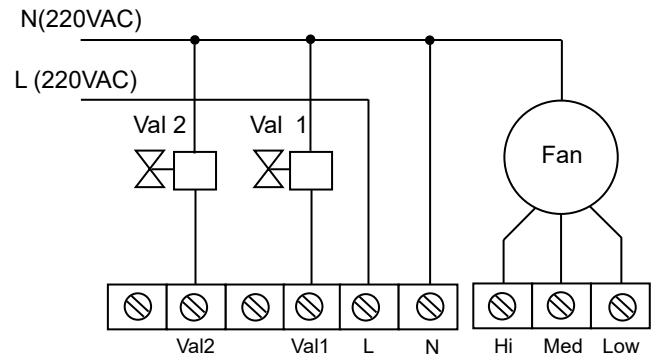 N(220VAC)
L (220VAC)
Val 2 Val 1
Fan
Val2 Val1 L N Hi Med Low